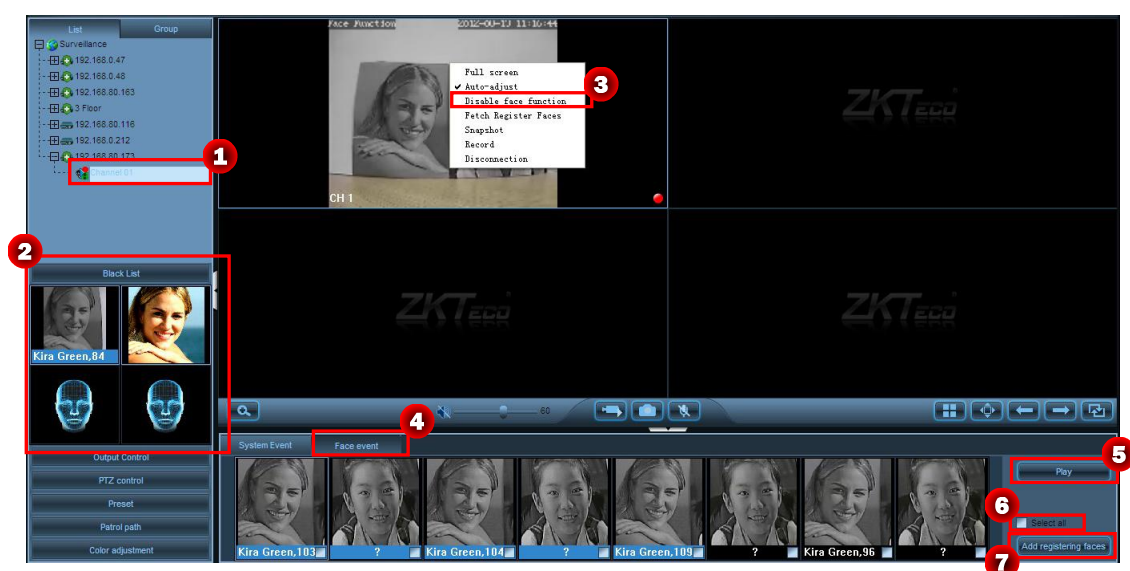 List
Group
Surveillance
192.168.0.47
192.168.0.48
192.168.80.163
3 Floor
192.168.80.116
192.168.0.212
192.168.80.173
Channel 01
1
2
Black List
Kira Green,84
Output Control
PTZ control
Preset
Patrol path
Color adjustment
Face Function
11:16:44
Full screen
Auto-adjust
Disable face function
Fetch Register Faces
Snapshot
Record
Disconnection
3
CH 1
ZKTeco
ZKTeco
ZKTeco
60
4
System Event
Face event
Kira Green,103
?
Kira Green,104
?
Kira Green,109
?
Kira Green,96
?
5
Play
6
Select all
Add registering faces
7